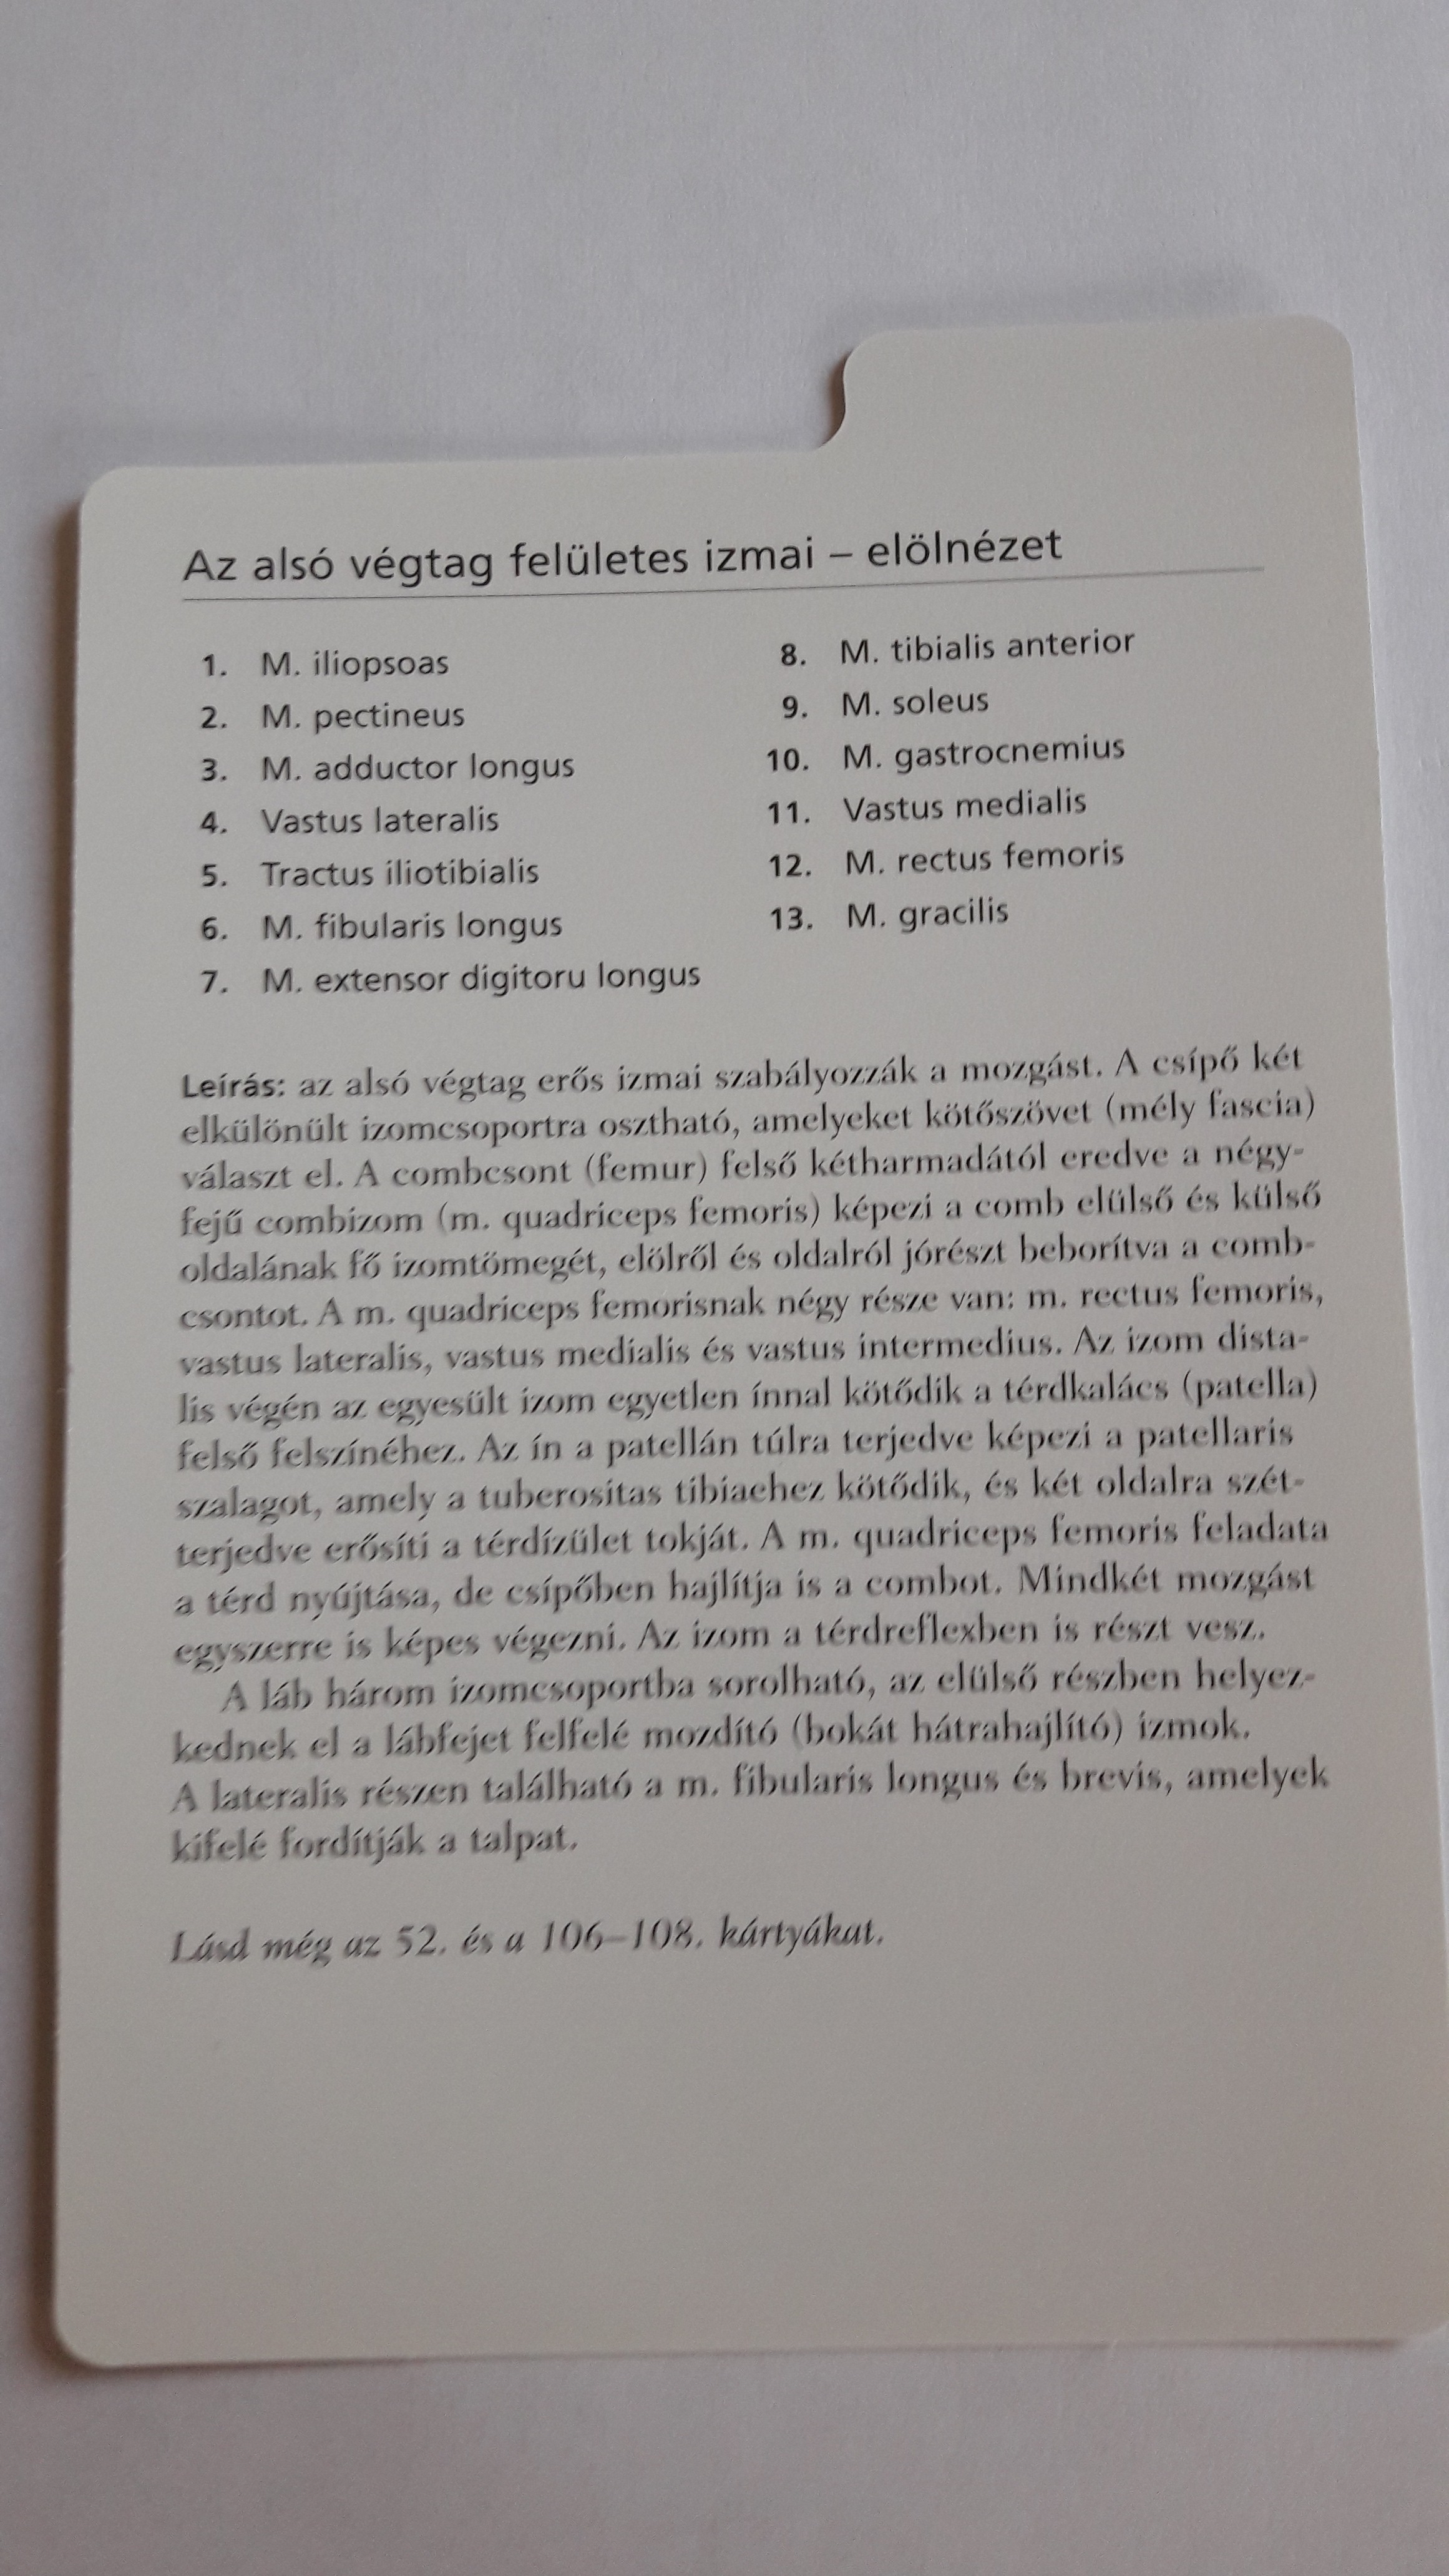 Az alsó végtag felületes izmai – elölnézet
1. M. iliopsoas
2. M. pectineus
3. M. adductor longus
4. Vastus lateralis
5. Tractus iliotibialis
6. M. fibularis longus
7. M. extensor digitoru longus
8. M. tibialis anterior
9. M. soleus
10. M. gastrocnemius
11. Vastus medialis
12. M. rectus femoris
13. M. gracilis
Leírás: az alsó végtag erős izmai szabályozzák a mozgást. A csípő két
elkülönült izomcsoportra osztható, amelyeket kötőszövet (mély fascia)
választ el. A combcsont (femur) felső kétharmadától eredve a négy-
fejű combizom (m. quadriceps femoris) képezi a comb elülső és külső
oldalának fő izomtömegét, elölről és oldalról jórészt beborítva a comb-
csontot. A m. quadriceps femorisnak négy része van: m. rectus femoris,
vastus lateralis, vastus medialis és vastus intermedius. Az izom dista-
lis végén az egyesült izom egyetlen ínnal kötődik a térdkalács (patella)
felső felszínéhez. Az ín a patellán túlra terjedve képezi a patellaris
szalagot, amely a tuberositas tibiaehez kötődik, és két oldalra szét-
terjedve erősíti a térdízület tokját. A m. quadriceps femoris feladata
a térd nyújtása, de csípőben hajlítja is a combot. Mindkét mozgást
egyszerre is képes végezni. Az izom a térdreflexben is részt vesz.
A láb három izomcsoportba sorolható, az elülső részben helyez-
kednek el a lábfejet felfelé mozdító (bokát hátrahajlító) izmok.
A lateralis részen található a m. fibularis longus és brevis, amelyek
kifelé fordítják a talpat.
Lásd még az 52. és a 106–108. kártyákat.